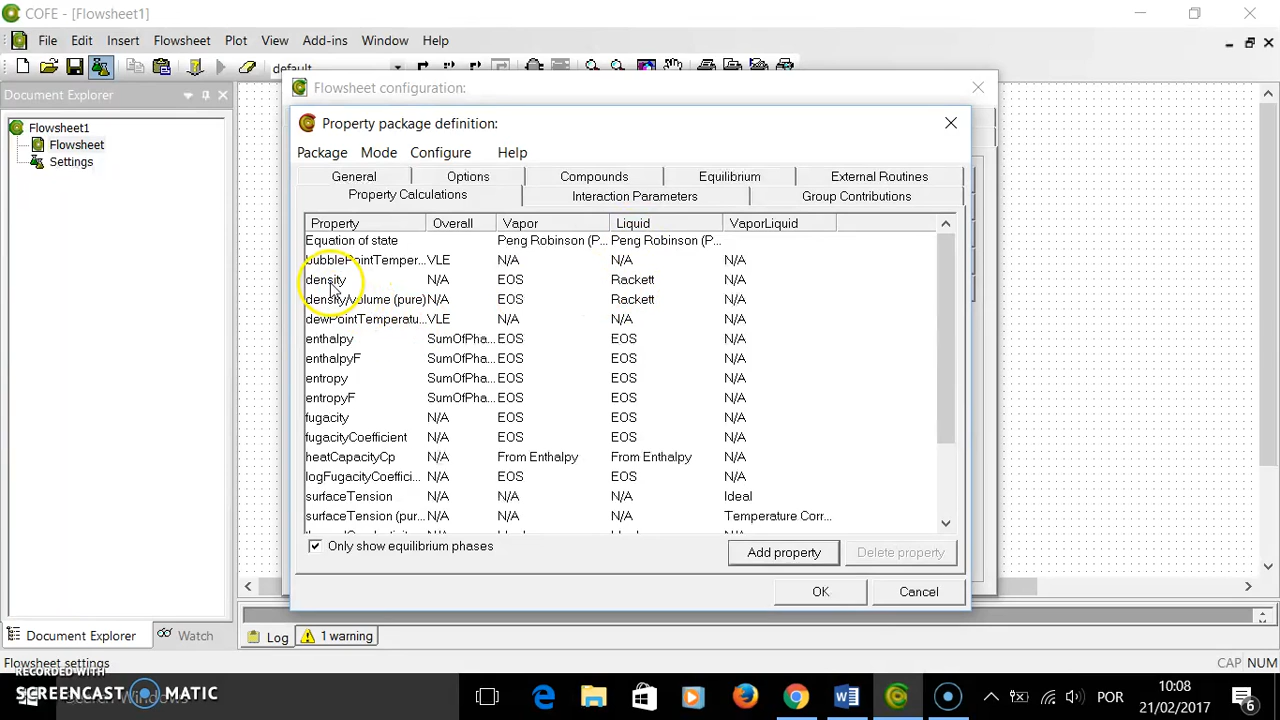 COFE - [Flowsheet1]
File Edit Insert Flowsheet Plot View Add-ins Window Help
default
Document Explorer
Flowsheet1
Flowsheet
Settings
Flowsheet configuration:
Property package definition:
Package Mode Configure Help
General Options Compounds Equilibrium External Routines
Property Calculations Interaction Parameters Group Contributions
Property Overall Vapor Liquid VaporLiquid
Equation of state Peng Robinson (P... Peng Robinson (P...
bubblePointTemper... VLE N/A N/A N/A
density N/A EOS Rackett N/A
density/volume (pure) N/A EOS Rackett N/A
dewPointTemperatu... VLE N/A N/A N/A
enthalpy SumOfPha... EOS EOS N/A
enthalpyF SumOfPha... EOS EOS N/A
entropy SumOfPha... EOS EOS N/A
entropyF SumOfPha... EOS EOS N/A
fugacity N/A EOS EOS N/A
fugacityCoefficient N/A EOS EOS N/A
heatCapacityCp N/A From Enthalpy From Enthalpy N/A
logFugacityCoeffici... N/A EOS EOS N/A
surfaceTension N/A N/A N/A Ideal
surfaceTension (pur... N/A N/A N/A Temperature Corr...
Only show equilibrium phases
Add property Delete property
OK Cancel
Document Explorer Watch
Log 1 warning
Flowsheet settings CAP NUM
RECORDED WITH
SCREENCAST MATIC
Windows
POR
10:08
21/02/2017
6